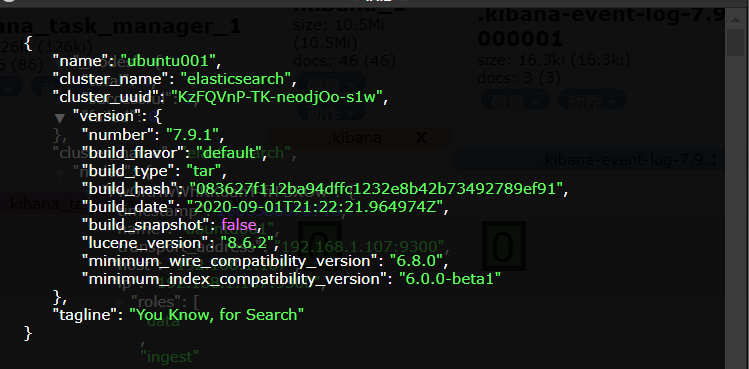 ana_task_manager_1
size: 10.5Mi
(10.5Mi)
docs: 46 (46)
.kibana-event-log-7.9
000001
size: 16.3ki (16.3ki)
docs: 3 (3)
{
"name": "ubuntu001",
"cluster_name": "elasticsearch",
"cluster_uuid": "KzFQVnP-TK-neodjOo-s1w",
"version": {
"number": "7.9.1",
"build_flavor": "default",
"build_type": "tar",
"build_hash": "083627f112ba94dffc1232e8b42b73492789ef91",
"build_date": "2020-09-01T21:22:21.964974Z",
"build_snapshot": false,
"lucene_version": "8.6.2",
"minimum_wire_compatibility_version": "6.8.0",
"minimum_index_compatibility_version": "6.0.0-beta1"
},
"tagline": "You Know, for Search"
}
.kibana X
.kibana-event-log-7.9.1
0
0
"192.168.1.107:9300,
"roles": [
data
"ingest"